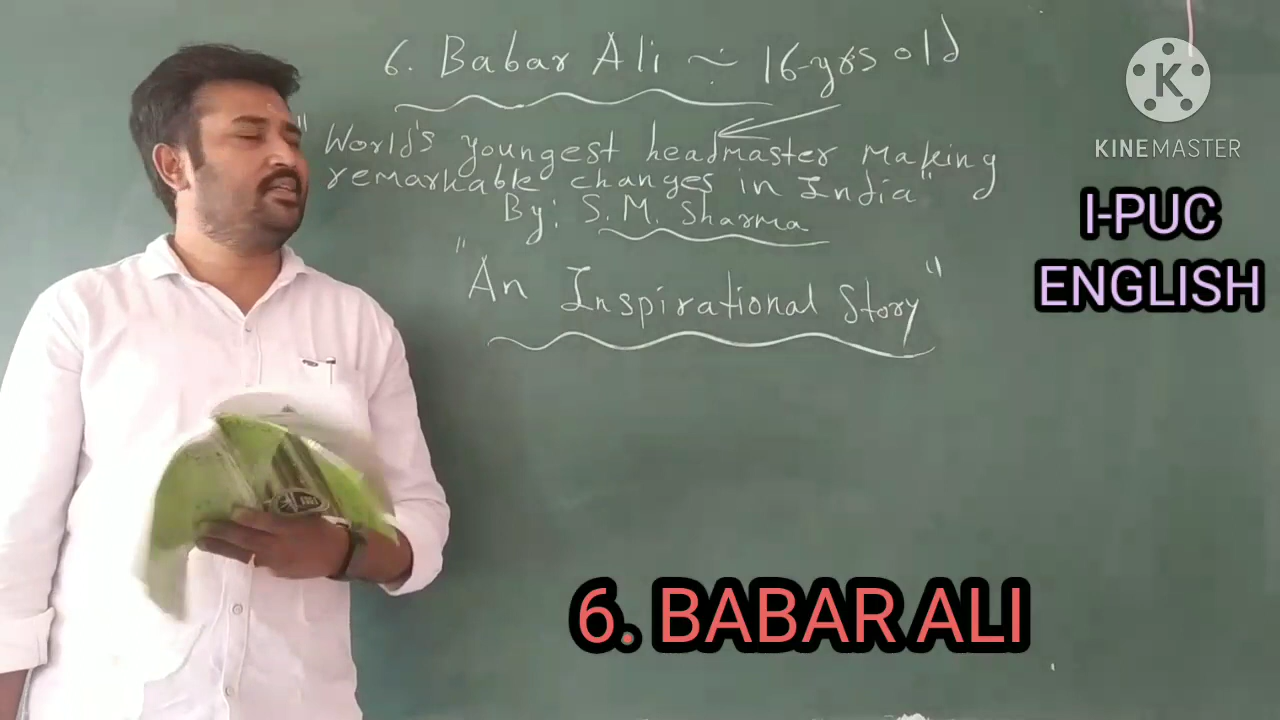 6. Babar Ali ~ 16-yrs old
"World's youngest headmaster making
remarkable changes in India"
By: S. M. Sharma
"An Inspirational Story"
K
KINEMASTER
I-PUC
ENGLISH
6. BABAR ALI